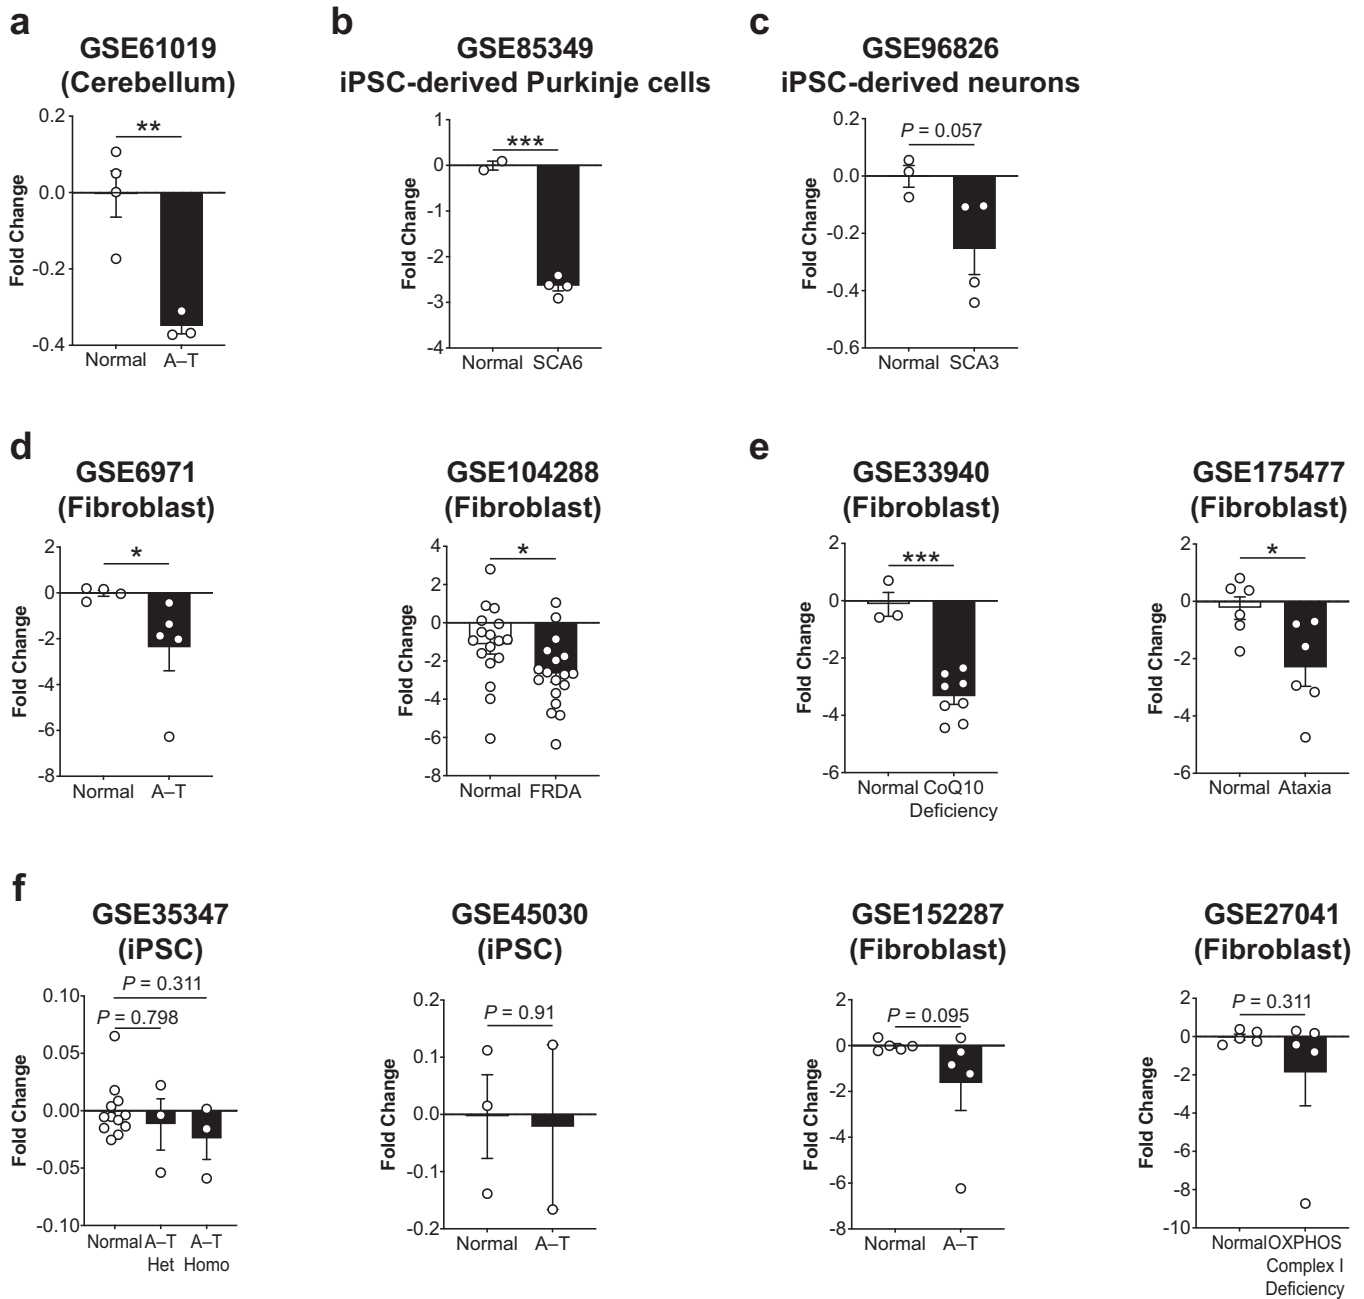 a
GSE61019
(Cerebellum)
Fold Change
0.2
0.0
-0.2
-0.4
**
Normal A–T
b
GSE85349
iPSC-derived Purkinje cells
Fold Change
1
0
-1
-2
-3
-4
***
Normal SCA6
c
GSE96826
iPSC-derived neurons
Fold Change
0.2
0.0
-0.2
-0.4
-0.6
P = 0.057
Normal SCA3
d
GSE6971
(Fibroblast)
Fold Change
2
0
-2
-4
-6
-8
*
Normal A–T
GSE104288
(Fibroblast)
Fold Change
4
2
0
-2
-4
-6
-8
*
Normal FRDA
e
GSE33940
(Fibroblast)
Fold Change
2
0
-2
-4
-6
***
Normal CoQ10
Deficiency
GSE175477
(Fibroblast)
Fold Change
2
0
-2
-4
-6
*
Normal Ataxia
f
GSE35347
(iPSC)
Fold Change
0.10
0.05
0.00
-0.05
-0.10
P = 0.311
P = 0.798
Normal A–T A–T
Het Homo
GSE45030
(iPSC)
Fold Change
0.2
0.1
0.0
-0.1
-0.2
P = 0.91
Normal A–T
GSE152287
(Fibroblast)
Fold Change
2
0
-2
-4
-6
-8
P = 0.095
Normal A–T
GSE27041
(Fibroblast)
Fold Change
2
0
-2
-4
-6
-8
-10
P = 0.311
Normal OXPHOS
Complex I
Deficiency